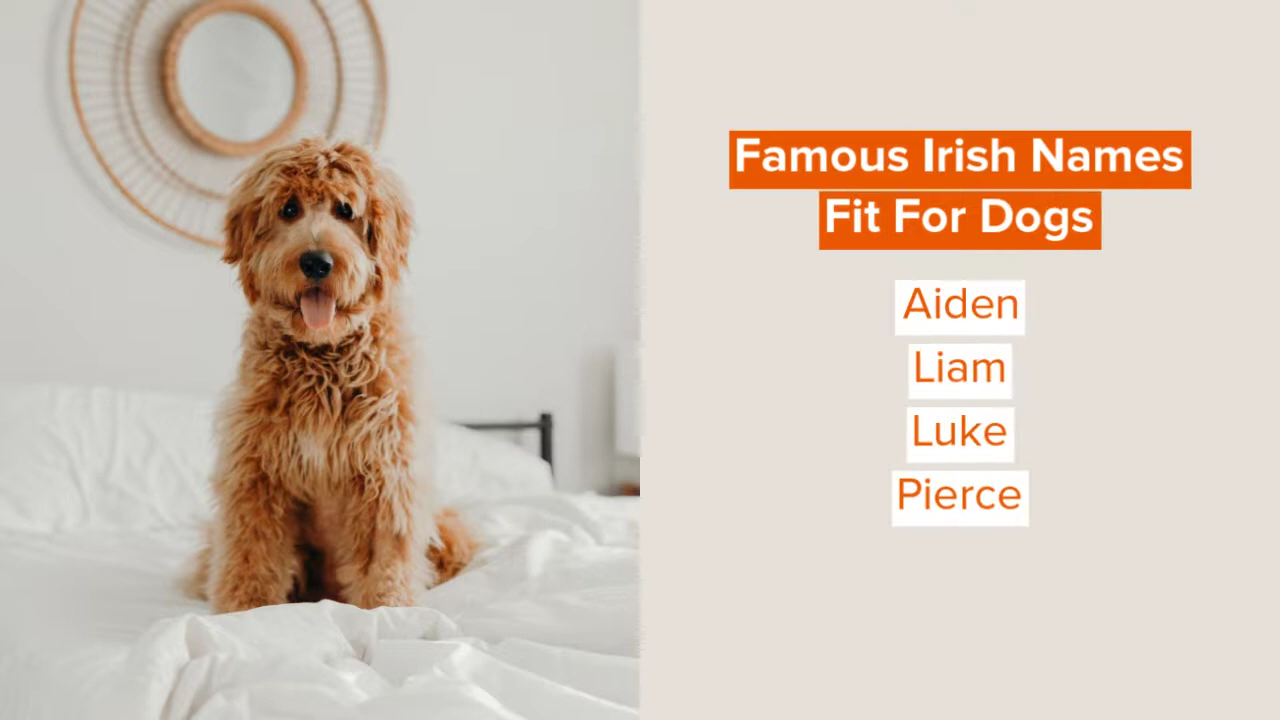 Famous Irish Names
Fit For Dogs
Aiden
Liam
Luke
Pierce